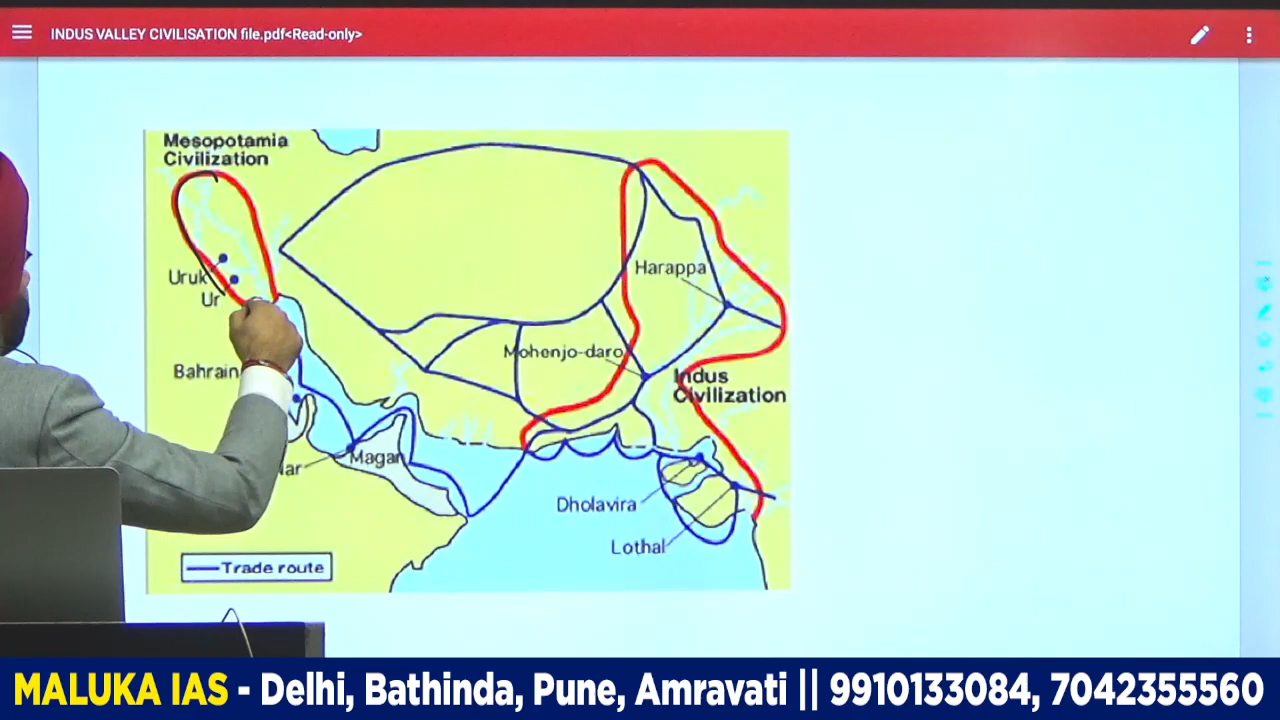 INDUS VALLEY CIVILISATION file.pdf<Read-only>
Mesopotamia
Civilization
Uruk
Ur
Harappa
Mohenjo-daro
Bahrain
Indus
Civilization
Magan
Dholavira
Lothal
Trade route
MALUKA IAS - Delhi, Bathinda, Pune, Amravati || 9910133084, 7042355560